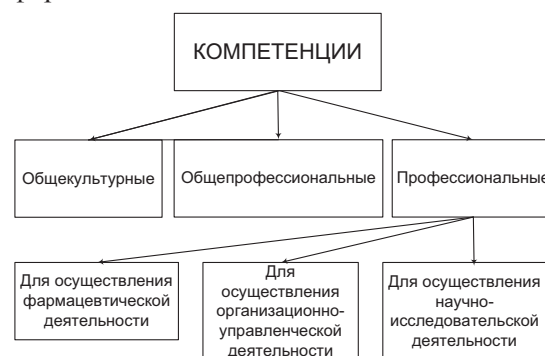 КОМПЕТЕНЦИИ
Общекультурные
Общепрофессиональные
Профессиональные
Для осуществления
фармацевтической
деятельности
Для
осуществления
организационно-
управленческой
деятельности
Для осуществления
научно-
исследовательской
деятельности